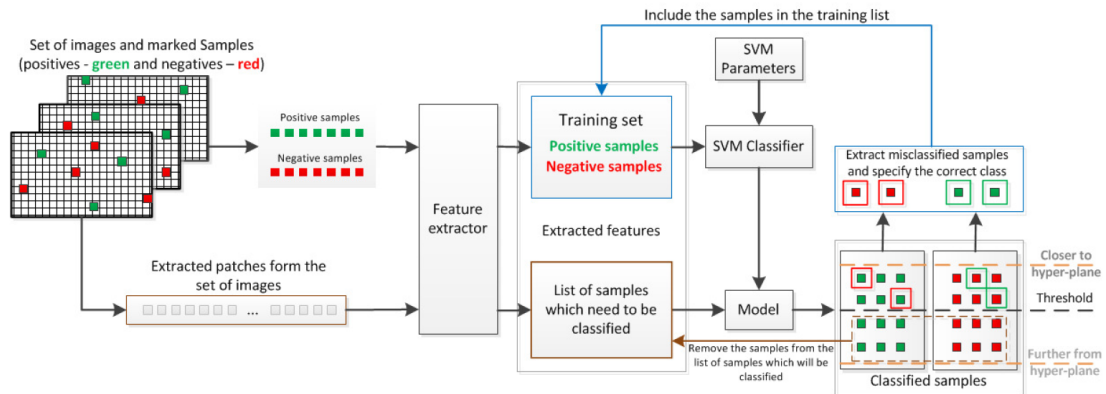 Include the samples in the training list
Set of images and marked Samples
(positives - green and negatives – red)
SVM
Parameters
Positive samples
Negative samples
Training set
Positive samples
Negative samples
SVM Classifier
Extract misclassified samples
and specify the correct class
Feature
extractor
Extracted features
Extracted patches form the
set of images
...
List of samples
which need to be
classified
Model
Closer to
hyper-plane
Threshold
Remove the samples from the
list of samples which will be
classified
Further from
hyper-plane
Classified samples